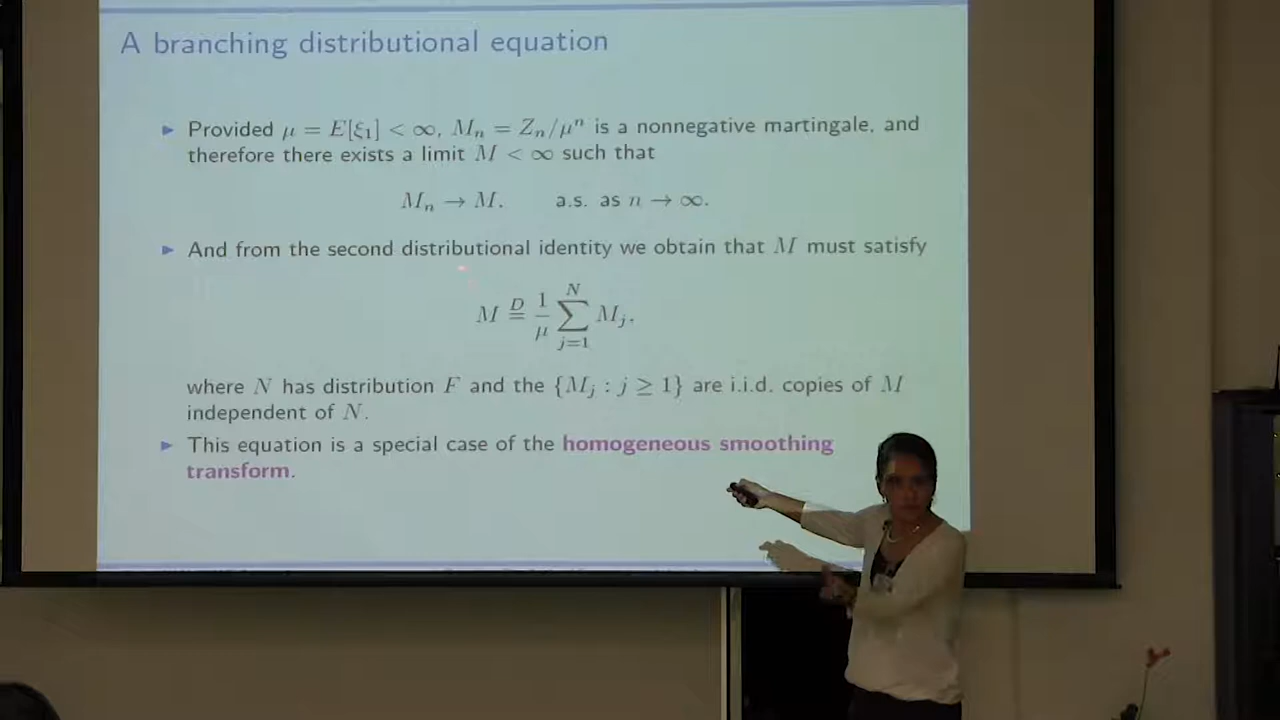 A branching distributional equation
► Provided μ = E[ξ₁] < ∞, Mₙ = Zₙ/μⁿ is a nonnegative martingale, and
therefore there exists a limit M < ∞ such that
Mₙ → M, a.s. as n → ∞.
► And from the second distributional identity we obtain that M must satisfy
M D= 1/μ ∑_{j=1}^{N} Mⱼ,
where N has distribution F and the {Mⱼ : j ≥ 1} are i.i.d. copies of M
independent of N.
► This equation is a special case of the homogeneous smoothing
transform.